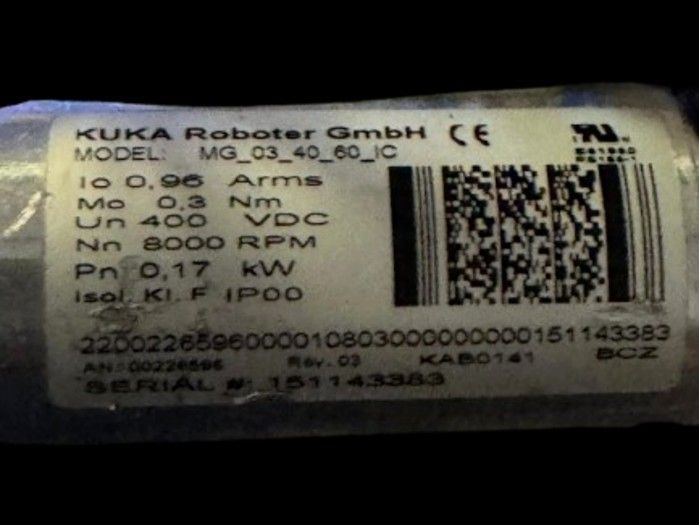 KUKA Roboter GmbH CE
MODEL: MG_03_40_60_IC
Io 0,96 Arms
Mo 0,3 Nm
Un 400 VDC
Nn 8000 RPM
Pn 0,17 kW
Isol. Kl. F IP00
220022659600001080300000000000151143383
AN.: 00226596 Rev. 03 KAB0141 BCZ
SERIAL #: 151143383